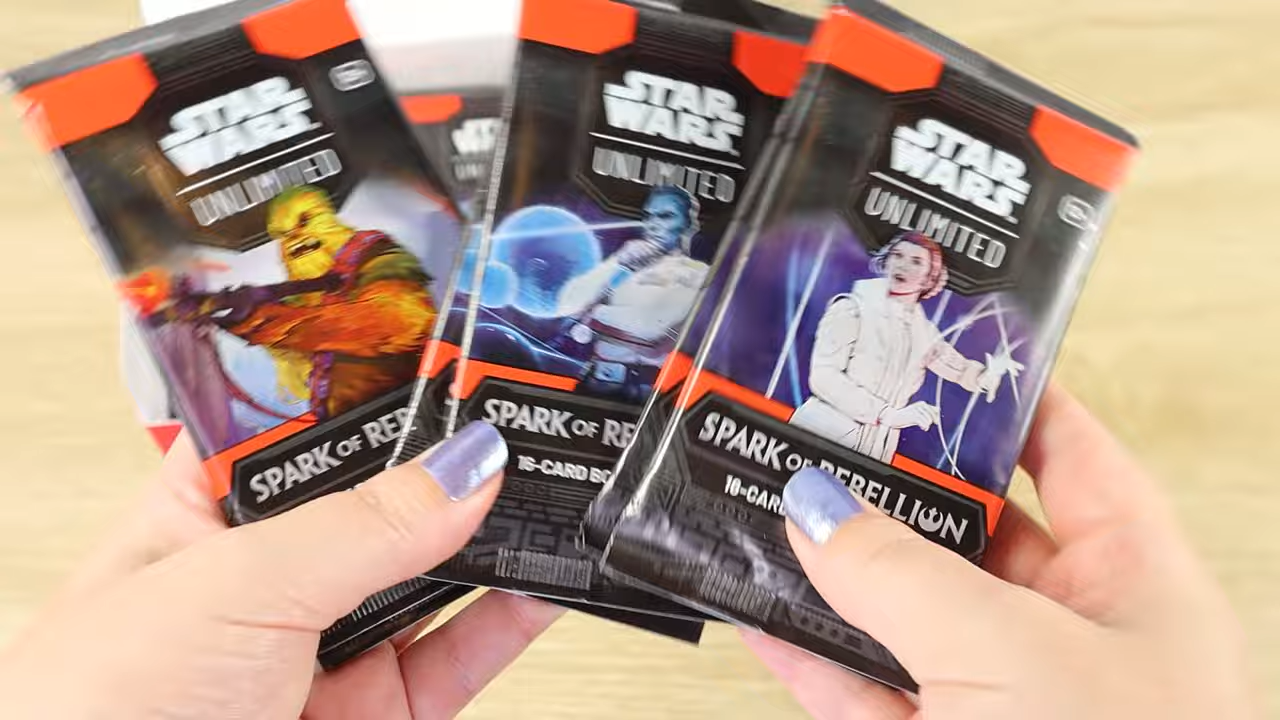 STAR
WARS
UNLIMITED
SPARK OF REB
STAR
WARS
UNLIMITED
SPARK OF RE
16-CARD BO
STAR
WARS
UNLIMITED
SPARK OF REBELLION
16-CARD